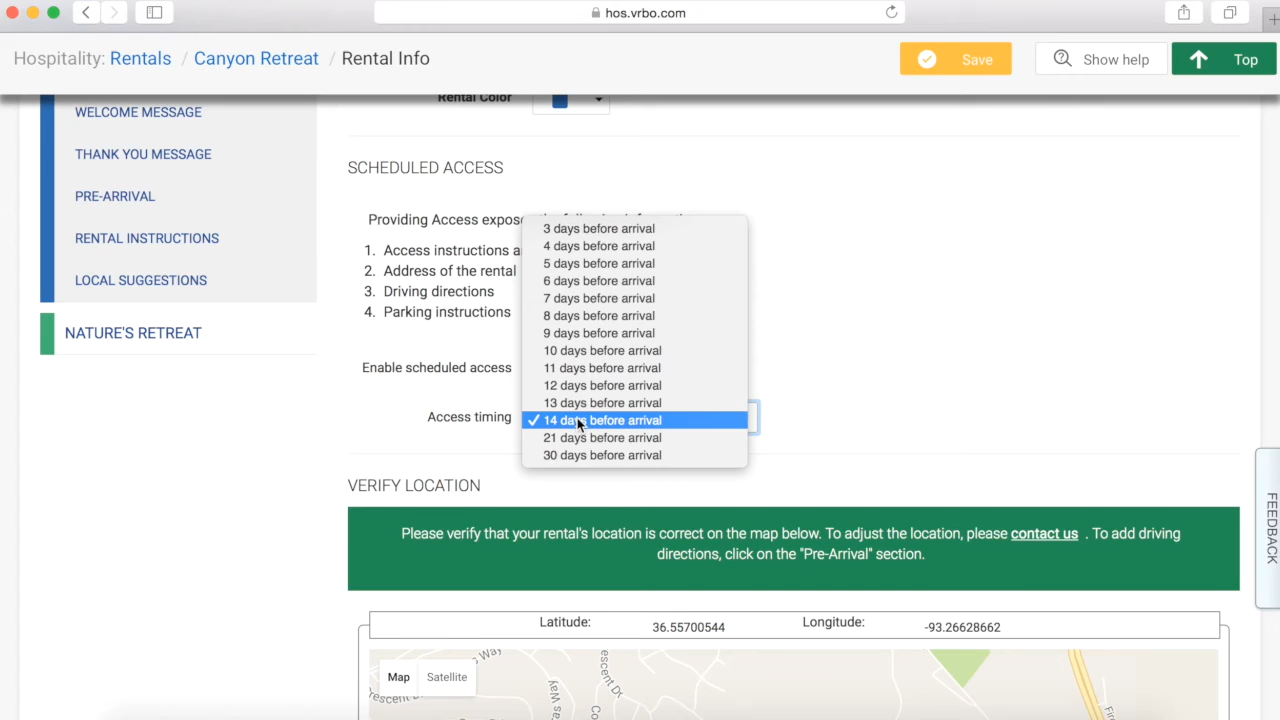 hos.vrbo.com
Hospitality: Rentals / Canyon Retreat / Rental Info
Save
Show help
Top
WELCOME MESSAGE
THANK YOU MESSAGE
PRE-ARRIVAL
RENTAL INSTRUCTIONS
LOCAL SUGGESTIONS
NATURE'S RETREAT
Rental Color
SCHEDULED ACCESS
Providing Access
1. Access instructions
2. Address of the rental
3. Driving directions
4. Parking instructions
Enable scheduled access
Access timing
3 days before arrival
4 days before arrival
5 days before arrival
6 days before arrival
7 days before arrival
8 days before arrival
9 days before arrival
10 days before arrival
11 days before arrival
12 days before arrival
13 days before arrival
✓ 14 days before arrival
21 days before arrival
30 days before arrival
VERIFY LOCATION
Please verify that your rental's location is correct on the map below. To adjust the location, please contact us . To add driving
directions, click on the "Pre-Arrival" section.
Latitude: 36.55700544 Longitude: -93.26628662
Map
Satellite
Way
FEEDBACK